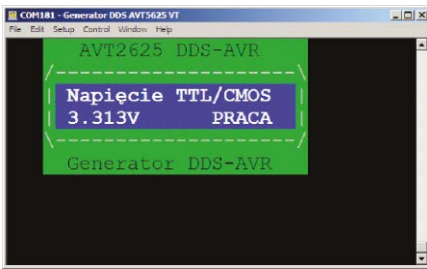 COM181 - Generator DDS AVT5625 VT
File Edit Setup Control Window Help
AVT2625 DDS-AVR
/--------------------\
| Napięcie TTL/CMOS |
| 3.313V PRACA |
\--------------------/
Generator DDS-AVR